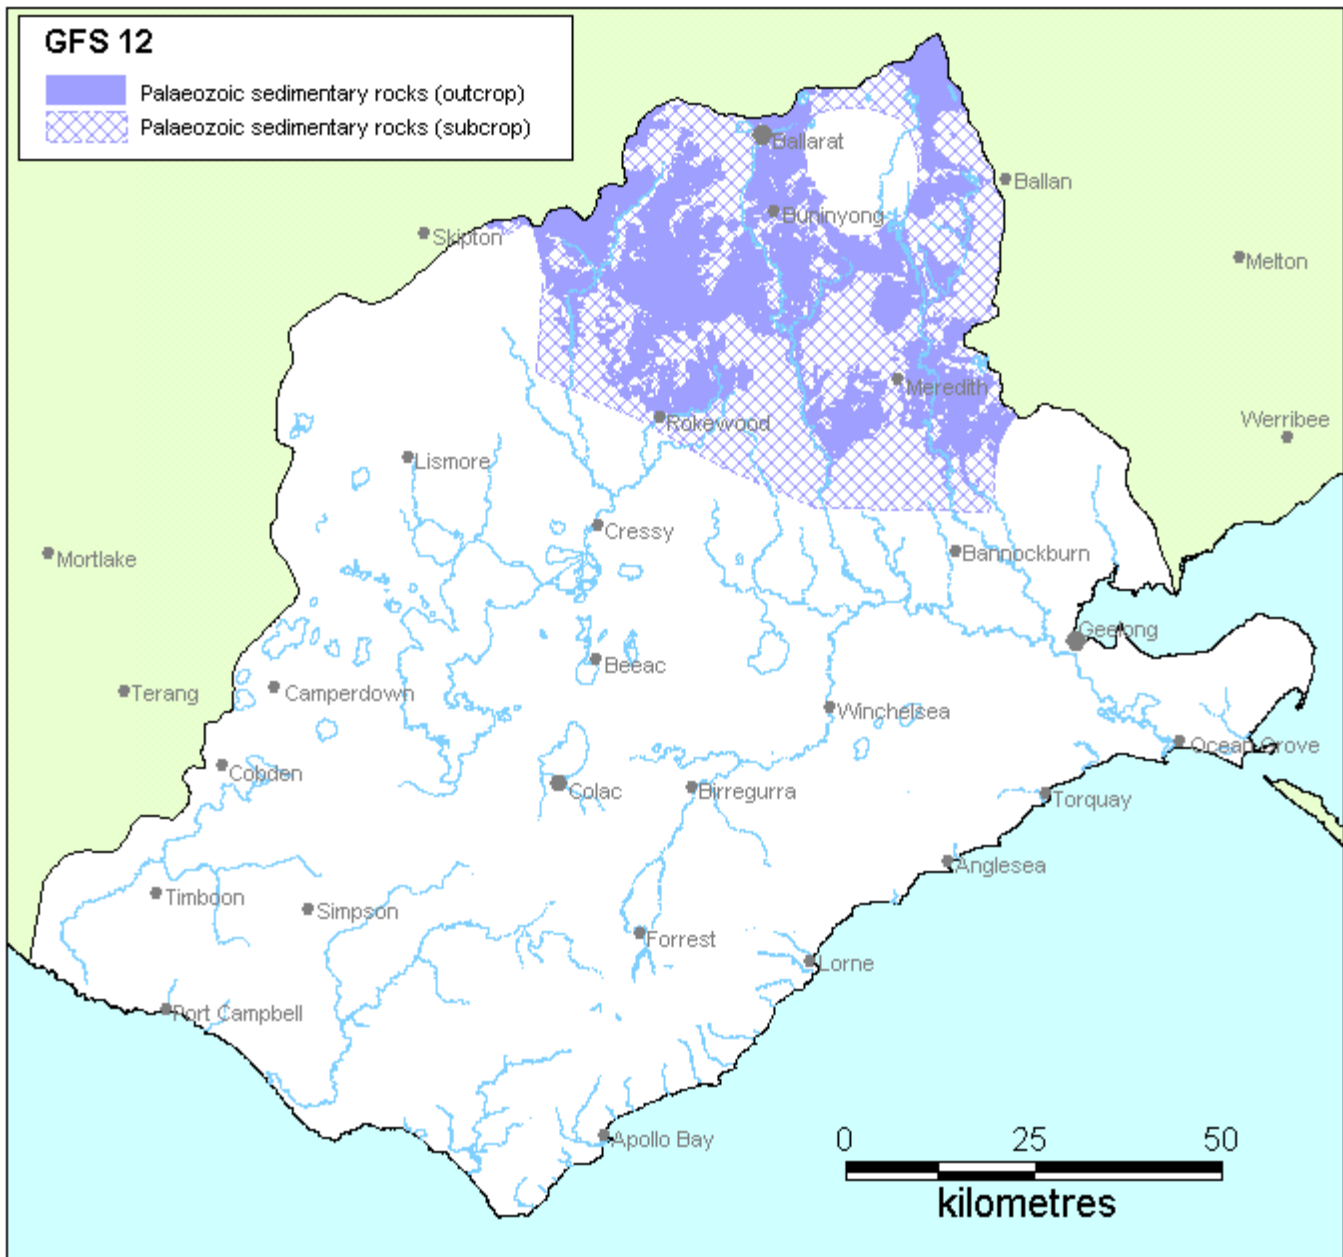 GFS 12
Palaeozoic sedimentary rocks (outcrop)
Palaeozoic sedimentary rocks (subcrop)
Ballarat
Ballan
Buninyong
Skipton
Melton
Meredith
Rokewood
Werribee
Lismore
Cressy
Mortlake
Bannockburn
Geelong
Beeac
Terang
Camperdown
Winchelsea
Ocean Grove
Cobden
Colac
Birregurra
Torquay
Anglesea
Timboon
Simpson
Forrest
Lorne
Port Campbell
Apollo Bay
0 25 50
kilometres